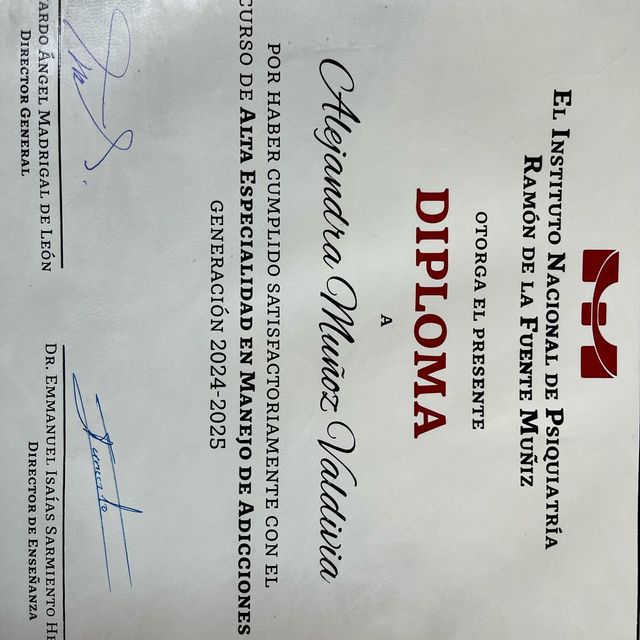 El Instituto Nacional de Psiquiatría
Ramón de la Fuente Muñiz
OTORGA EL PRESENTE
DIPLOMA
A
Alejandra Muñoz Valdivia
POR HABER CUMPLIDO SATISFACTORIAMENTE CON EL
CURSO DE ALTA ESPECIALIDAD EN MANEJO DE ADICCIONES
GENERACIÓN 2024-2025
Ángel Madrigal de León
Director General
Dr. Emmanuel Isaías Sarmiento
Director de Enseñanza